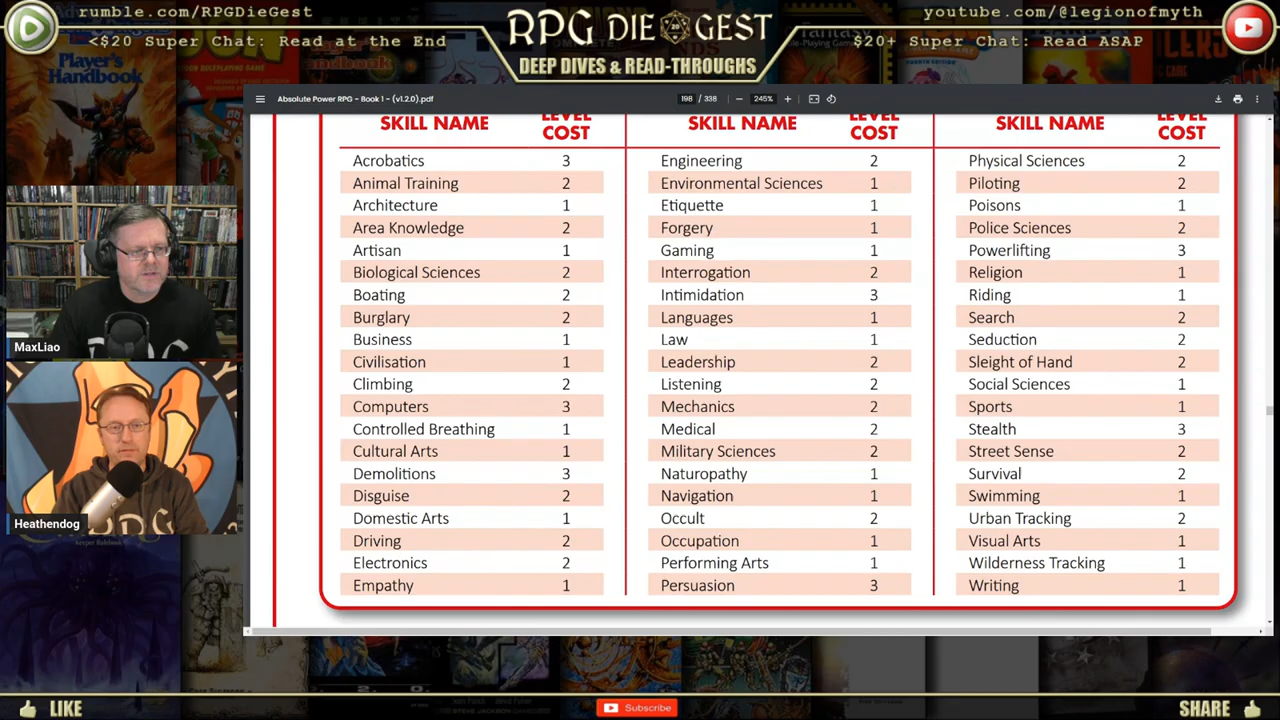 rumble.com/RPGDieGest
<$20 Super Chat: Read at the End
RPG DIE GEST
DEEP DIVES & READ-THROUGHS
youtube.com/@legionofmyth
$20+ Super Chat: Read ASAP
Player's
Handbook
Absolute Power RPG - Book 1 - (v1.2.0).pdf
198 / 338
245%
SKILL NAME LEVEL COST SKILL NAME LEVEL COST SKILL NAME LEVEL COST
Acrobatics 3 Engineering 2 Physical Sciences 2
Animal Training 2 Environmental Sciences 1 Piloting 2
Architecture 1 Etiquette 1 Poisons 1
Area Knowledge 2 Forgery 1 Police Sciences 2
Artisan 1 Gaming 1 Powerlifting 3
Biological Sciences 2 Interrogation 2 Religion 1
Boating 2 Intimidation 3 Riding 1
Burglary 2 Languages 1 Search 2
Business 1 Law 1 Seduction 2
Civilisation 1 Leadership 2 Sleight of Hand 2
Climbing 2 Listening 2 Social Sciences 1
Computers 3 Mechanics 2 Sports 1
Controlled Breathing 1 Medical 2 Stealth 3
Cultural Arts 1 Military Sciences 2 Street Sense 2
Demolitions 3 Naturopathy 1 Survival 2
Disguise 2 Navigation 1 Swimming 1
Domestic Arts 1 Occult 2 Urban Tracking 2
Driving 2 Occupation 1 Visual Arts 1
Electronics 2 Performing Arts 1 Wilderness Tracking 1
Empathy 1 Persuasion 3 Writing 1
MaxLiao
Heathendog
LIKE
Subscribe
SHARE